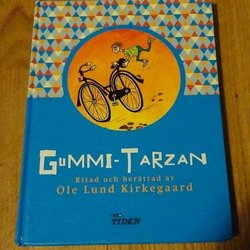 GUMMI-TARZAN
Ritad och berättad av
Ole Lund Kirkegaard
TIDEN